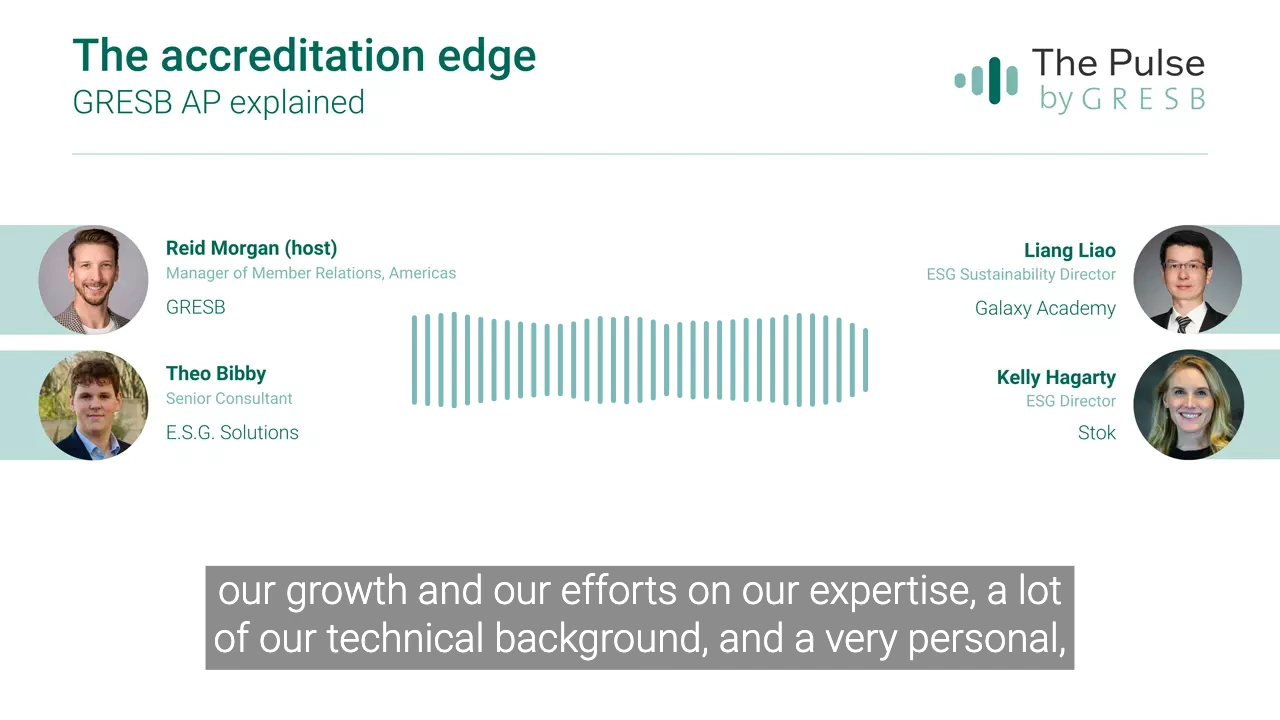 The accreditation edge
GRESB AP explained
The Pulse
by GRESB
Reid Morgan (host)
Manager of Member Relations, Americas
GRESB
Theo Bibby
Senior Consultant
E.S.G. Solutions
Liang Liao
ESG Sustainability Director
Galaxy Academy
Kelly Hagarty
ESG Director
Stok
our growth and our efforts on our expertise, a lot
of our technical background, and a very personal,